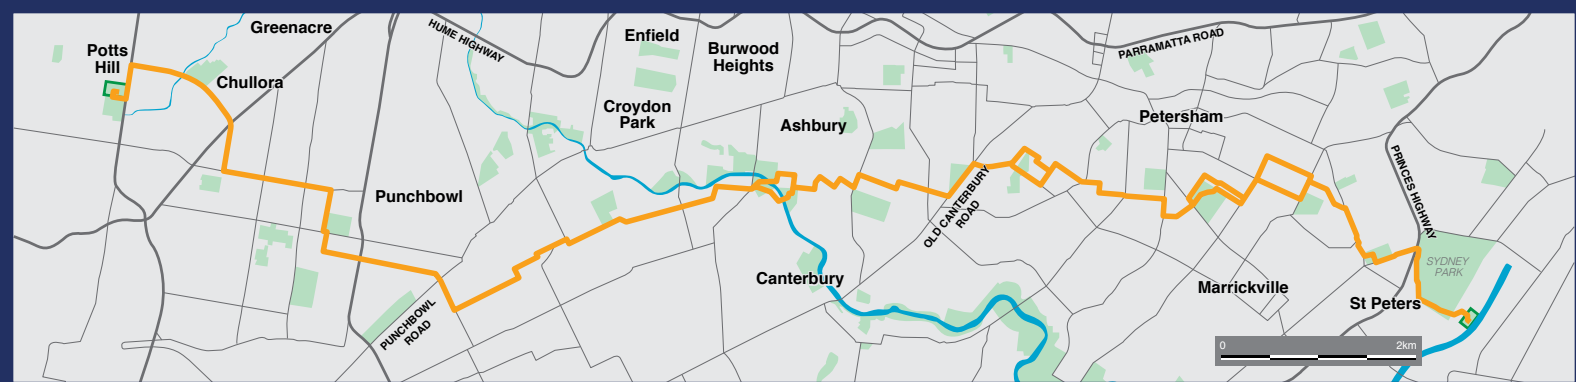 Greenacre
HUME HIGHWAY
Enfield
Burwood
Heights
PARRAMATTA ROAD
Potts
Hill
Chullora
Croydon
Park
Ashbury
Petersham
PRINCES HIGHWAY
Punchbowl
OLD CANTERBURY
ROAD
SYDNEY
PARK
Canterbury
Marrickville
St Peters
PUNCHBOWL
ROAD
0 2km